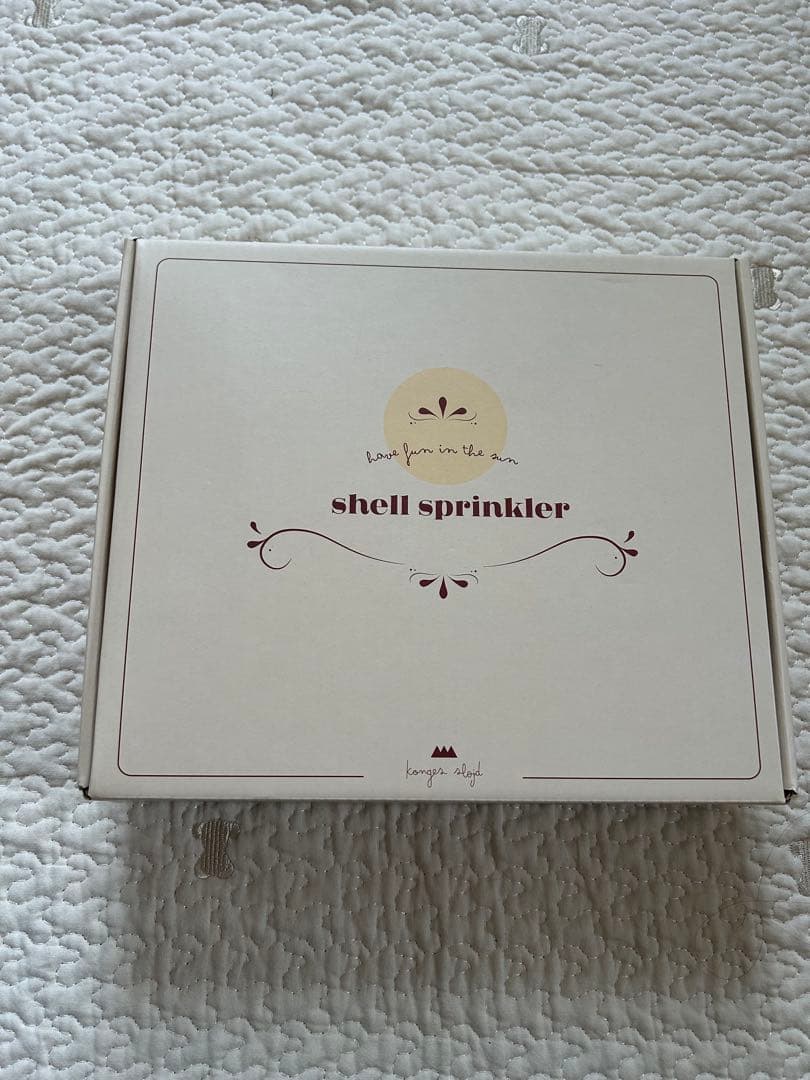 have fun in the sun
shell sprinkler
konges sløjd